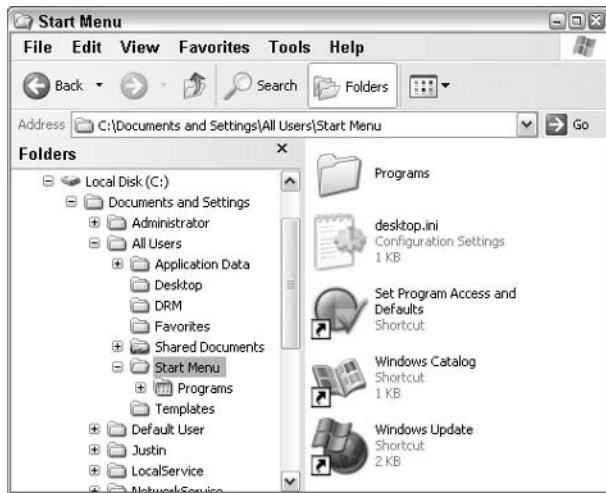 Start Menu
File Edit View Favorites Tools Help
Back Search Folders
Address C:\Documents and Settings\All Users\Start Menu Go
Folders
Local Disk (C:)
Documents and Settings
Administrator
All Users
Application Data
Desktop
DRM
Favorites
Shared Documents
Start Menu
Programs
Templates
Default User
Justin
LocalService
NetworkService
Programs
desktop.ini
Configuration Settings
1 KB
Set Program Access and
Defaults
Shortcut
Windows Catalog
Shortcut
1 KB
Windows Update
Shortcut
2 KB